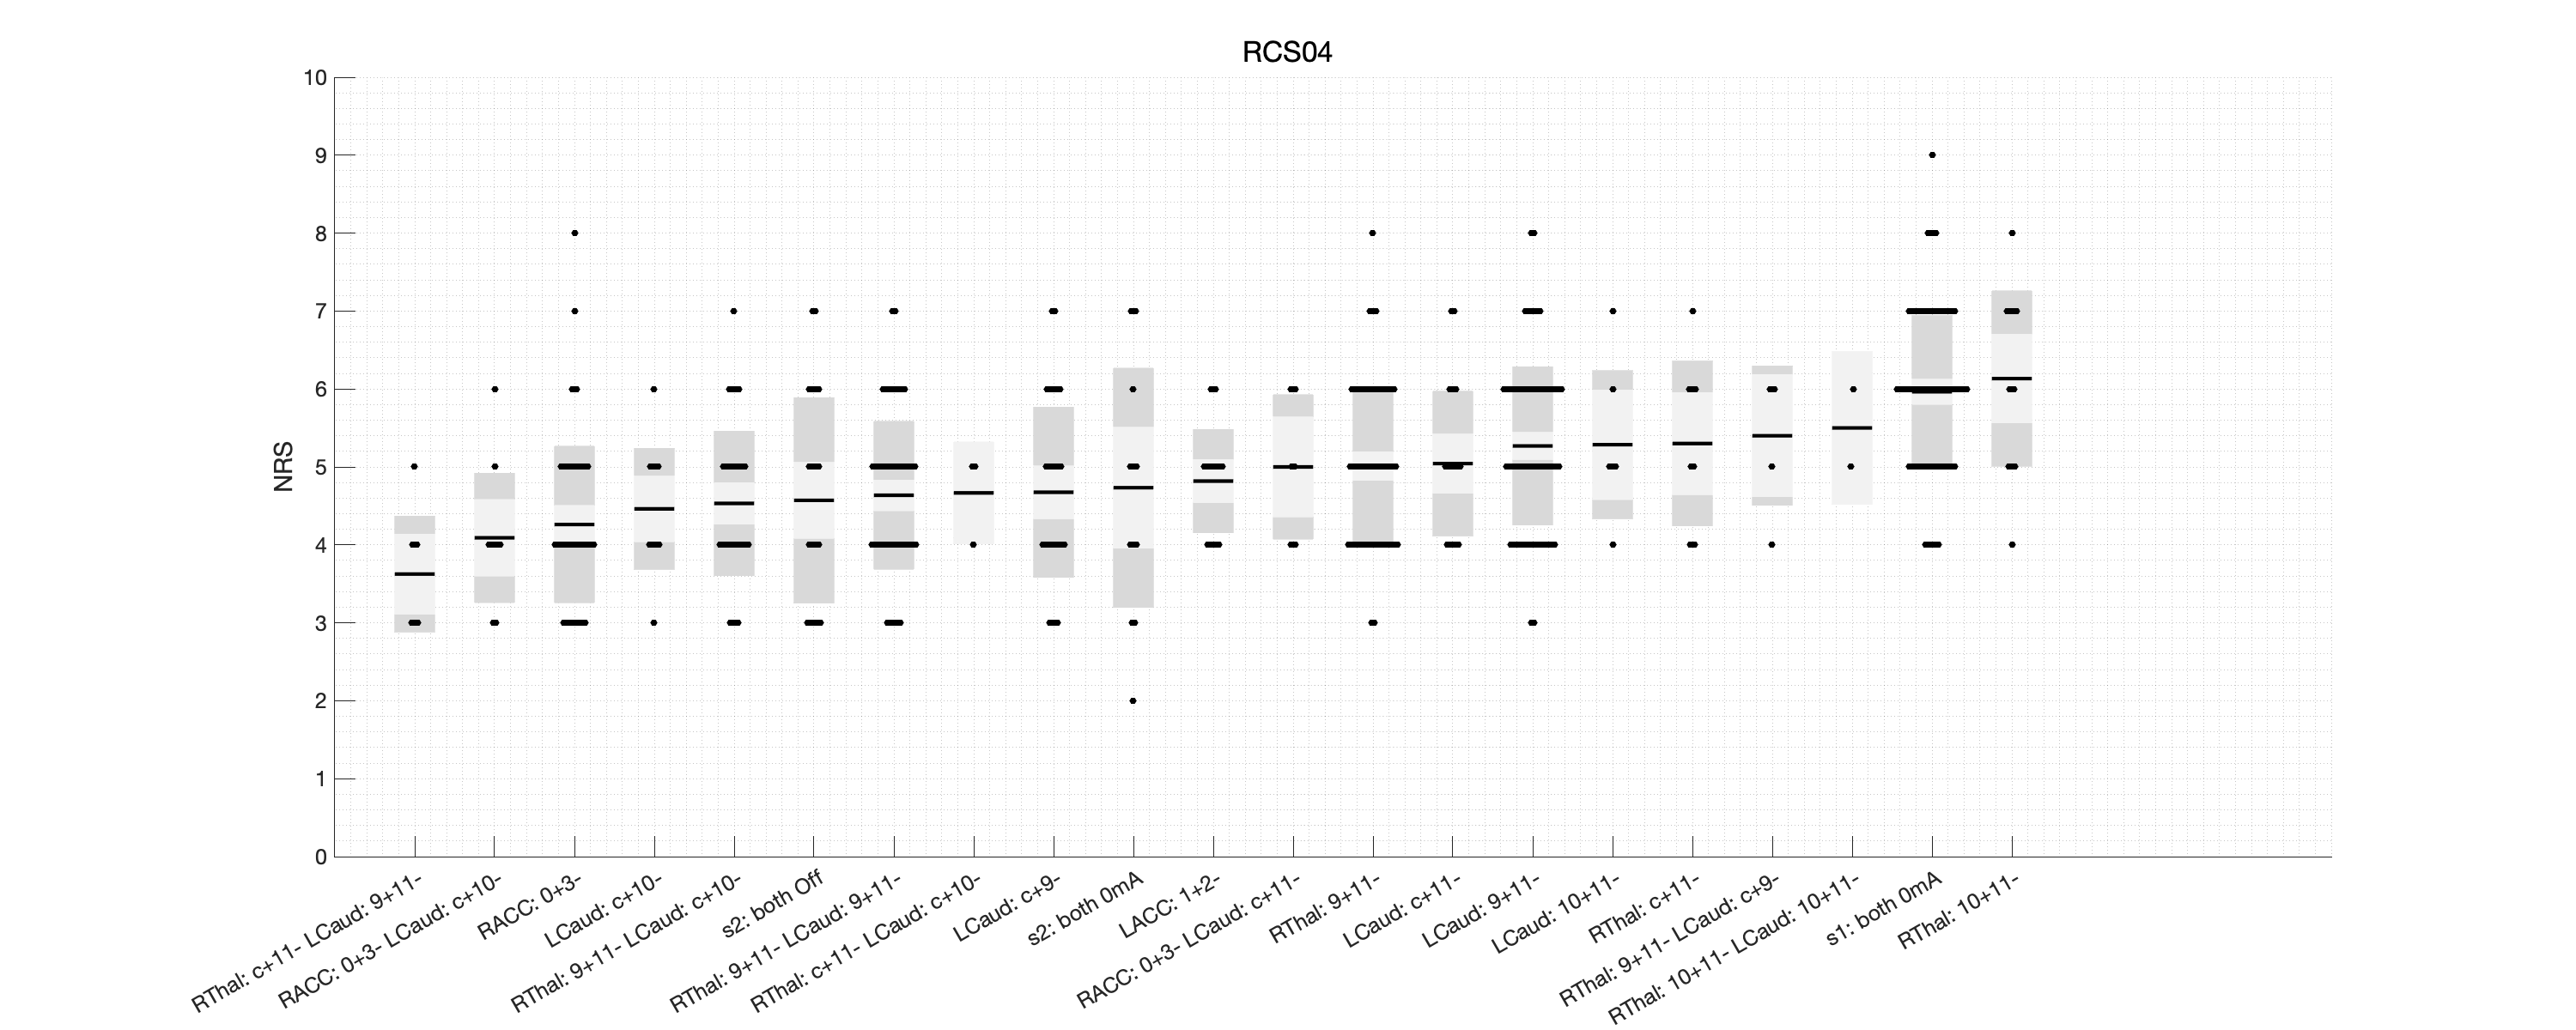 RCS04
10
9
8
7
6
5
4
3
2
1
0
NRS
RThal: c+11- LCaud: 9+11-
RACC: 0+3- LCaud: c+10-
RACC: 0+3-
LCaud: c+10-
RThal: 9+11- LCaud: c+10-
s2: both Off
RThal: 9+11- LCaud: 9+11-
RThal: c+11- LCaud: c+10-
LCaud: c+9-
s2: both 0mA
LACC: 1+2-
RACC: 0+3- LCaud: c+11-
RThal: 9+11-
LCaud: c+11-
LCaud: 9+11-
LCaud: 10+11-
RThal: c+11-
RThal: 9+11- LCaud: c+9-
RThal: 10+11- LCaud: 10+11-
s1: both 0mA
RThal: 10+11-